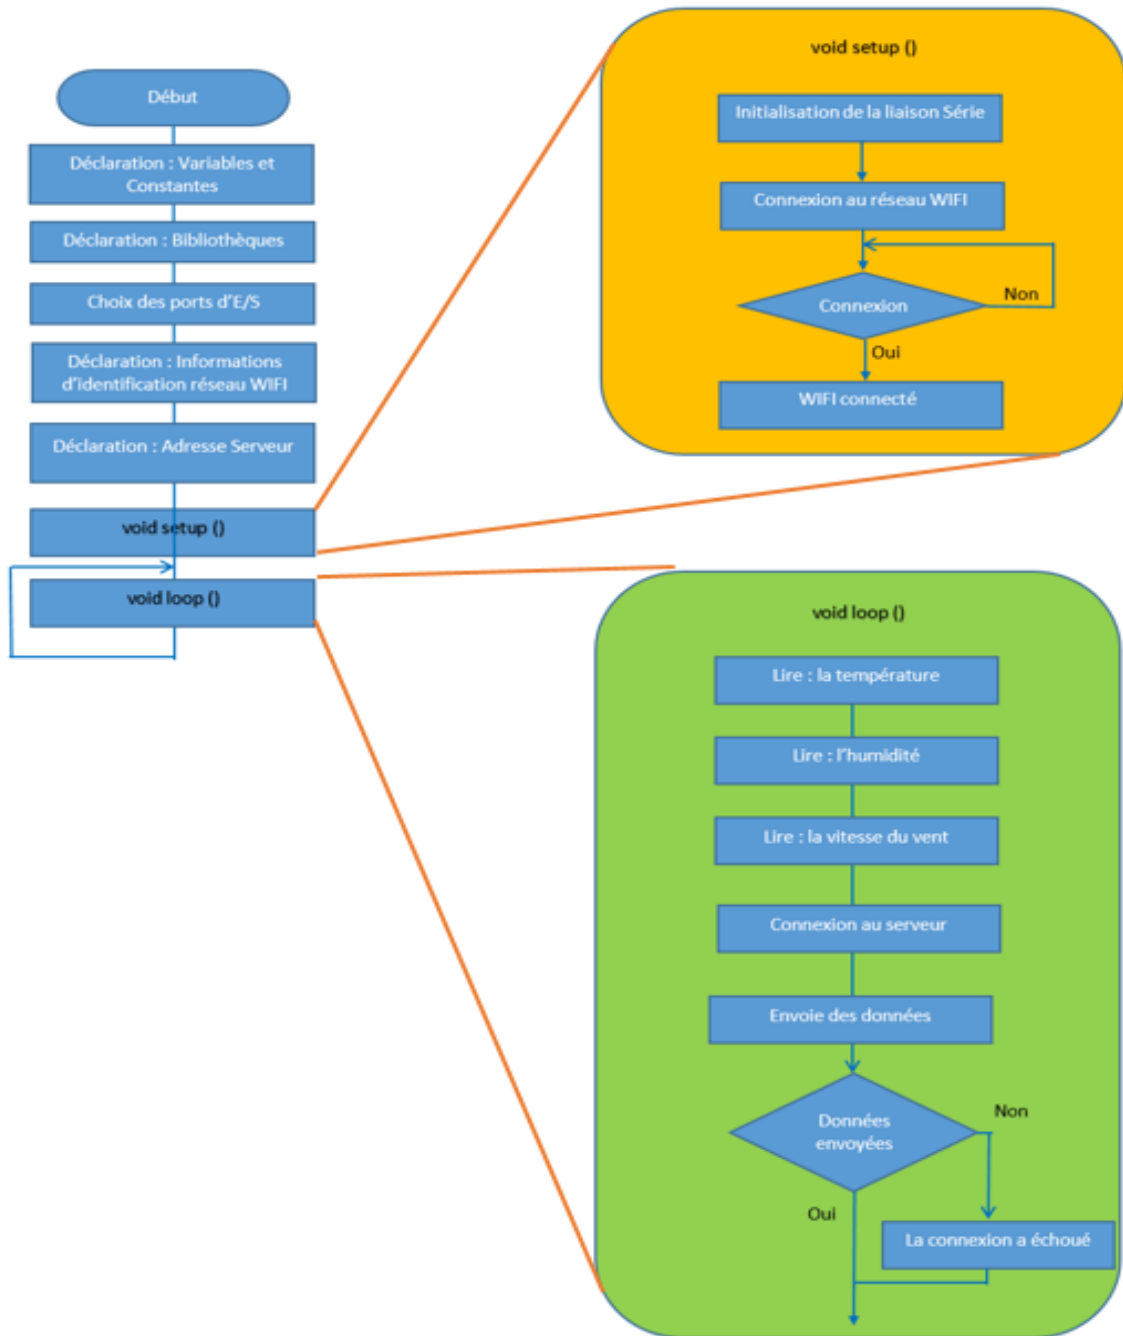 Début
Déclaration : Variables et
Constantes
Déclaration : Bibliothèques
Choix des ports d'E/S
Déclaration : Informations
d'identification réseau WIFI
Déclaration : Adresse Serveur
void setup ()
void loop ()
void setup ()
Initialisation de la liaison Série
Connexion au réseau WIFI
Connexion
Non
Oui
WIFI connecté
void loop ()
Lire : la température
Lire : l'humidité
Lire : la vitesse du vent
Connexion au serveur
Envoie des données
Données
envoyées
Non
Oui
La connexion a échoué